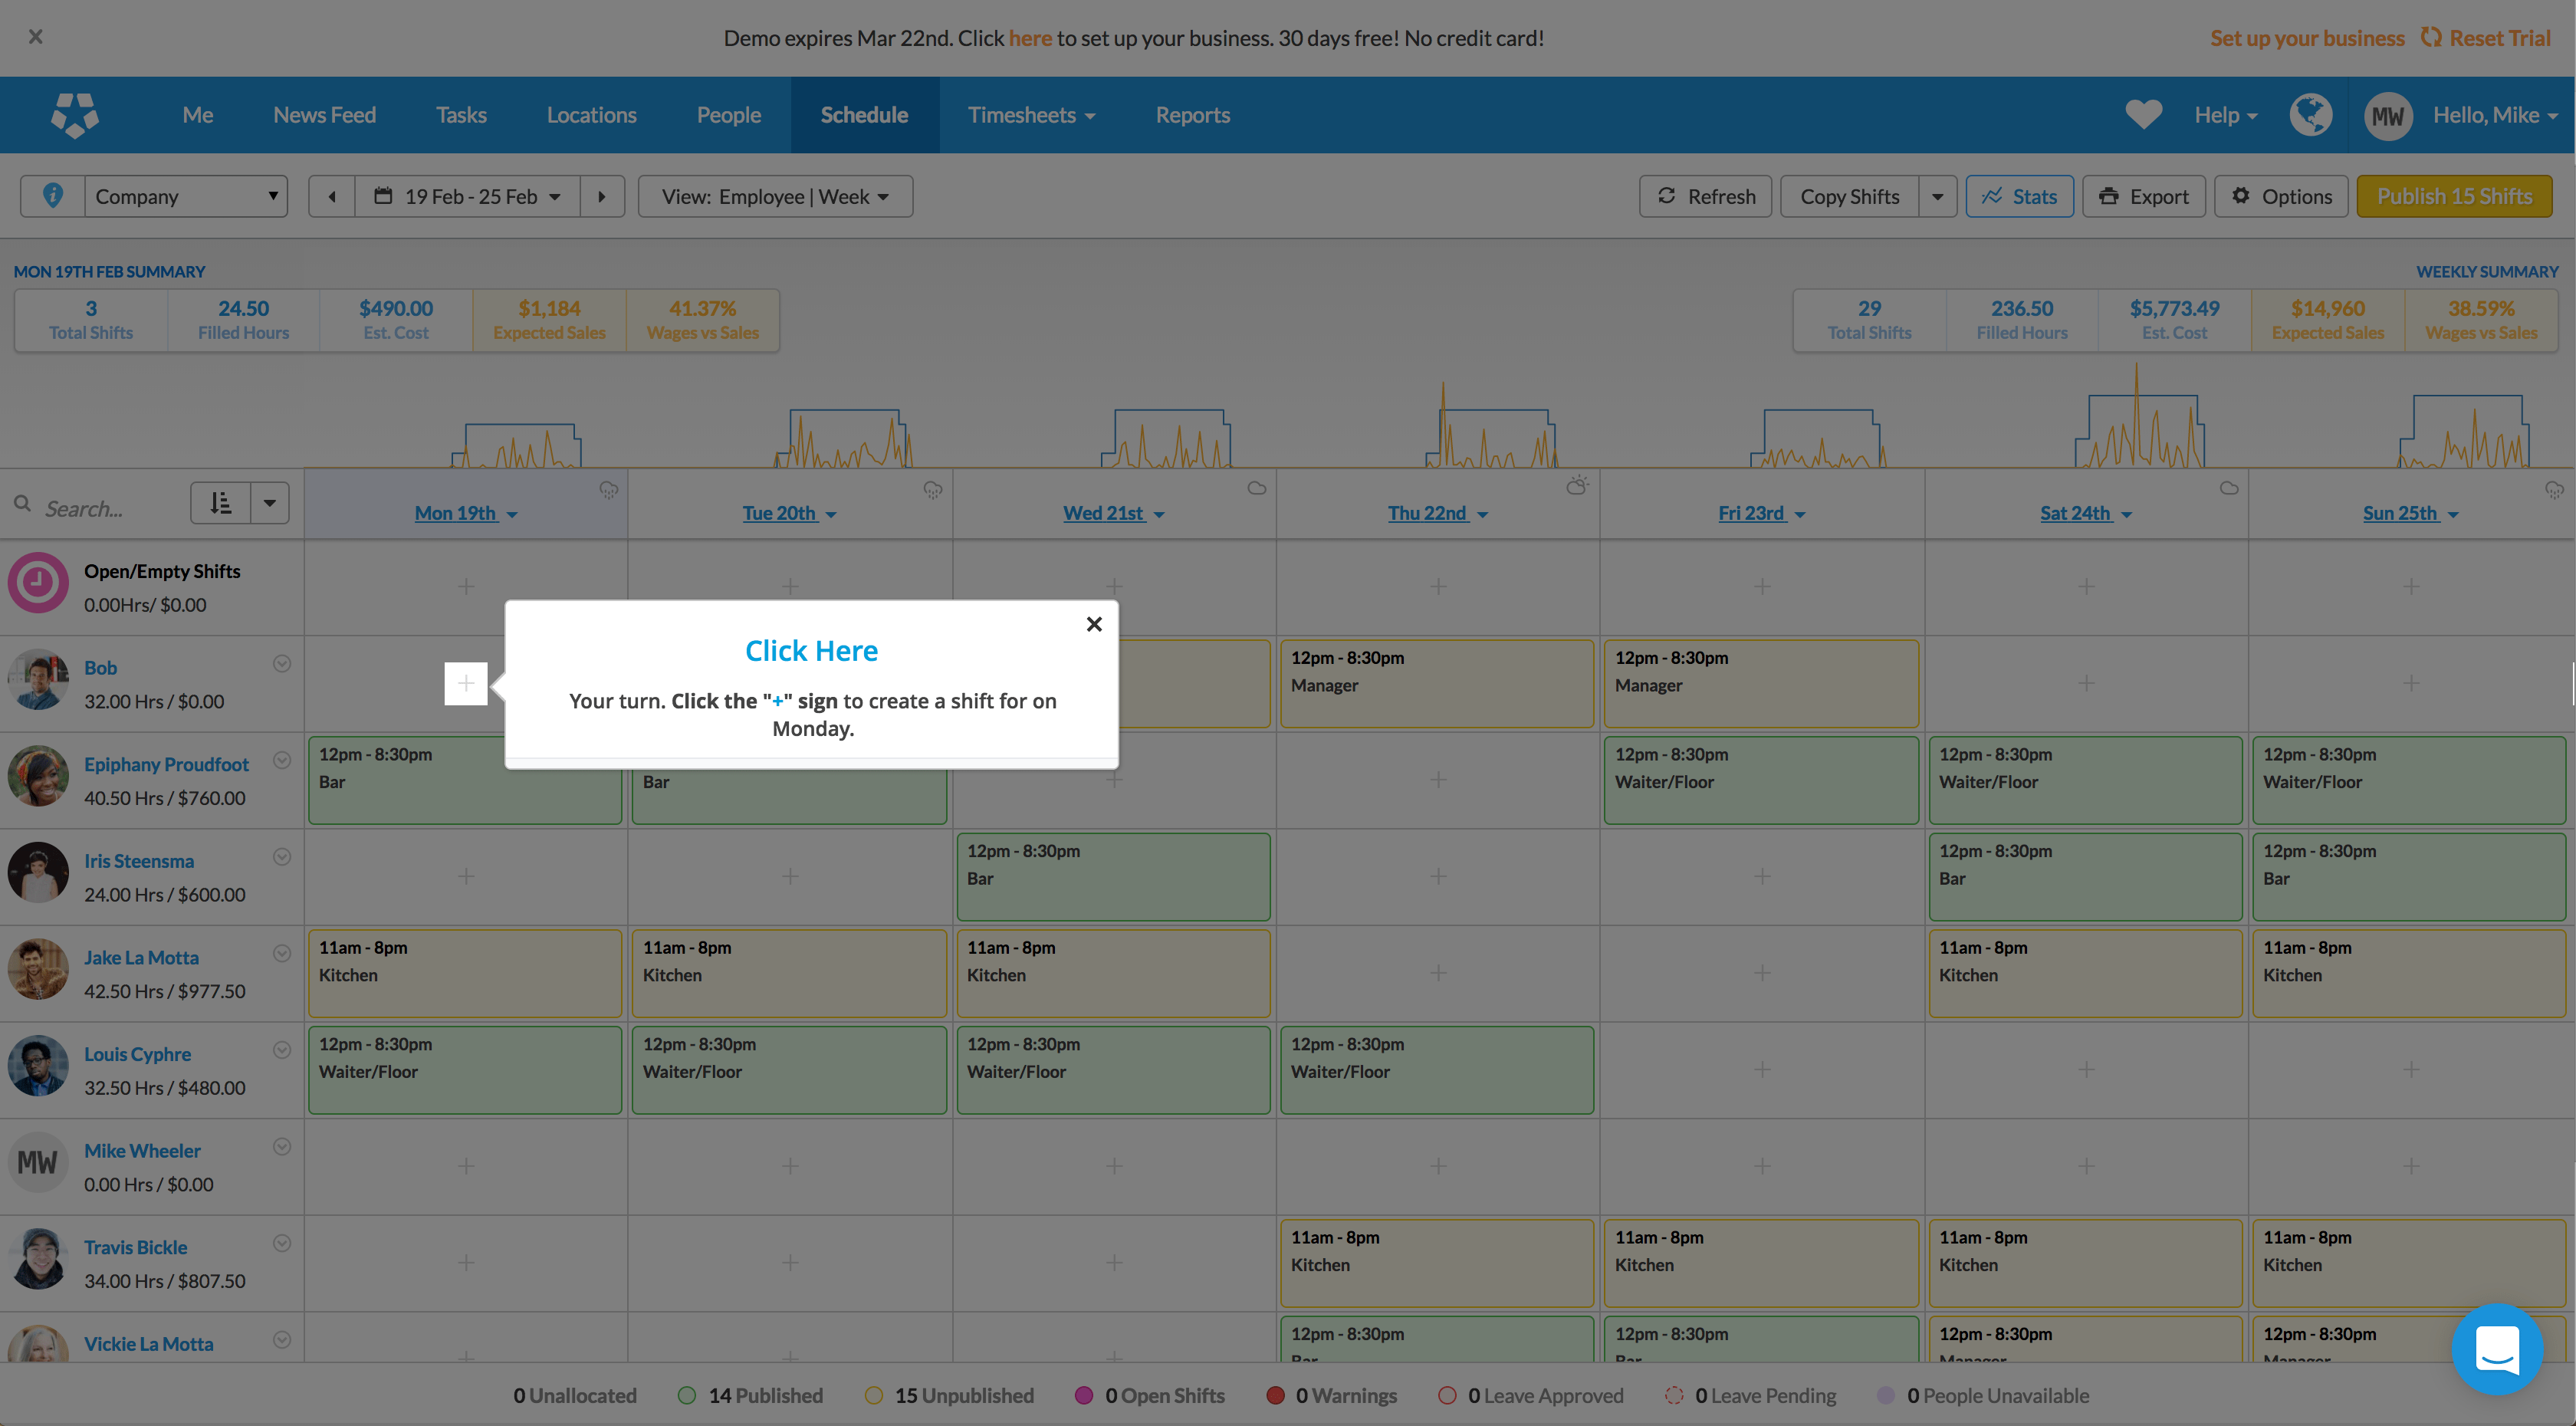 Demo expires Mar 22nd. Click here to set up your business. 30 days free! No credit card!
Set up your business Reset Trial
Me News Feed Tasks Locations People Schedule Timesheets Reports
Help MW Hello, Mike
Company 19 Feb - 25 Feb View: Employee | Week
Refresh Copy Shifts Stats Export Options Publish 15 Shifts
MON 19TH FEB SUMMARY
3 24.50 $490.00 $1,184 41.37%
Total Shifts Filled Hours Est. Cost Expected Sales Wages vs Sales
WEEKLY SUMMARY
29 236.50 $5,773.49 $14,960 38.59%
Total Shifts Filled Hours Est. Cost Expected Sales Wages vs Sales
Search... Mon 19th Tue 20th Wed 21st Thu 22nd Fri 23rd Sat 24th Sun 25th
Open/Empty Shifts
0.00Hrs/ $0.00
Click Here
Your turn. Click the "+" sign to create a shift for on
Monday.
Bob 12pm - 8:30pm 12pm - 8:30pm
32.00 Hrs / $0.00 Manager Manager
Epiphany Proudfoot 12pm - 8:30pm 12pm - 8:30pm 12pm - 8:30pm 12pm - 8:30pm
40.50 Hrs / $760.00 Bar Bar Waiter/Floor Waiter/Floor Waiter/Floor
Iris Steensma 12pm - 8:30pm 12pm - 8:30pm 12pm - 8:30pm
24.00 Hrs / $600.00 Bar Bar Bar
Jake La Motta 11am - 8pm 11am - 8pm 11am - 8pm 11am - 8pm 11am - 8pm
42.50 Hrs / $977.50 Kitchen Kitchen Kitchen Kitchen Kitchen
Louis Cyphre 12pm - 8:30pm 12pm - 8:30pm 12pm - 8:30pm 12pm - 8:30pm
32.50 Hrs / $480.00 Waiter/Floor Waiter/Floor Waiter/Floor Waiter/Floor
MW Mike Wheeler
0.00 Hrs / $0.00
Travis Bickle 11am - 8pm 11am - 8pm 11am - 8pm 11am - 8pm
34.00 Hrs / $807.50 Kitchen Kitchen Kitchen Kitchen
Vickie La Motta 12pm - 8:30pm 12pm - 8:30pm 12pm - 8:30pm 12pm - 8:30pm
Bar Bar Manager Manager
0 Unallocated 14 Published 15 Unpublished 0 Open Shifts 0 Warnings 0 Leave Approved 0 Leave Pending 0 People Unavailable